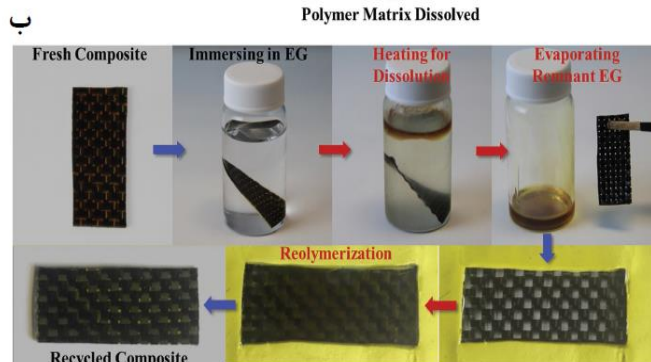 ب
Polymer Matrix Dissolved
Fresh Composite
Immersing in EG
Heating for
Dissolution
Evaporating
Remnant EG
Reolymerization
Recycled Composite